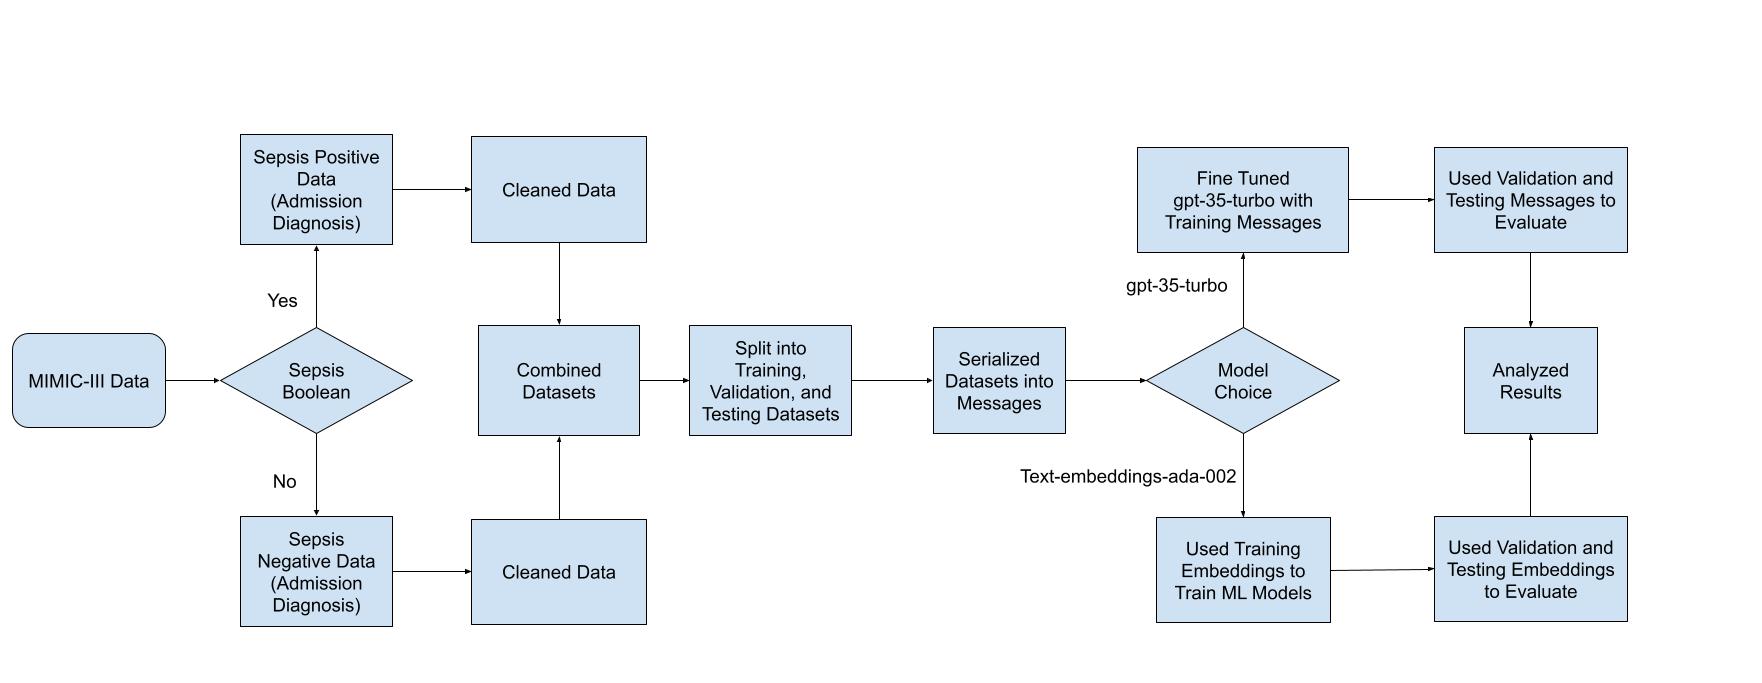 MIMIC-III Data
Sepsis
Boolean
Yes
Sepsis Positive
Data
(Admission
Diagnosis)
Cleaned Data
No
Sepsis
Negative Data
(Admission
Diagnosis)
Cleaned Data
Combined
Datasets
Split into
Training,
Validation, and
Testing Datasets
Serialized
Datasets into
Messages
Model
Choice
gpt-35-turbo
Fine Tuned
gpt-35-turbo with
Training Messages
Used Validation and
Testing Messages to
Evaluate
Text-embeddings-ada-002
Used Training
Embeddings to
Train ML Models
Used Validation and
Testing Embeddings
to Evaluate
Analyzed
Results